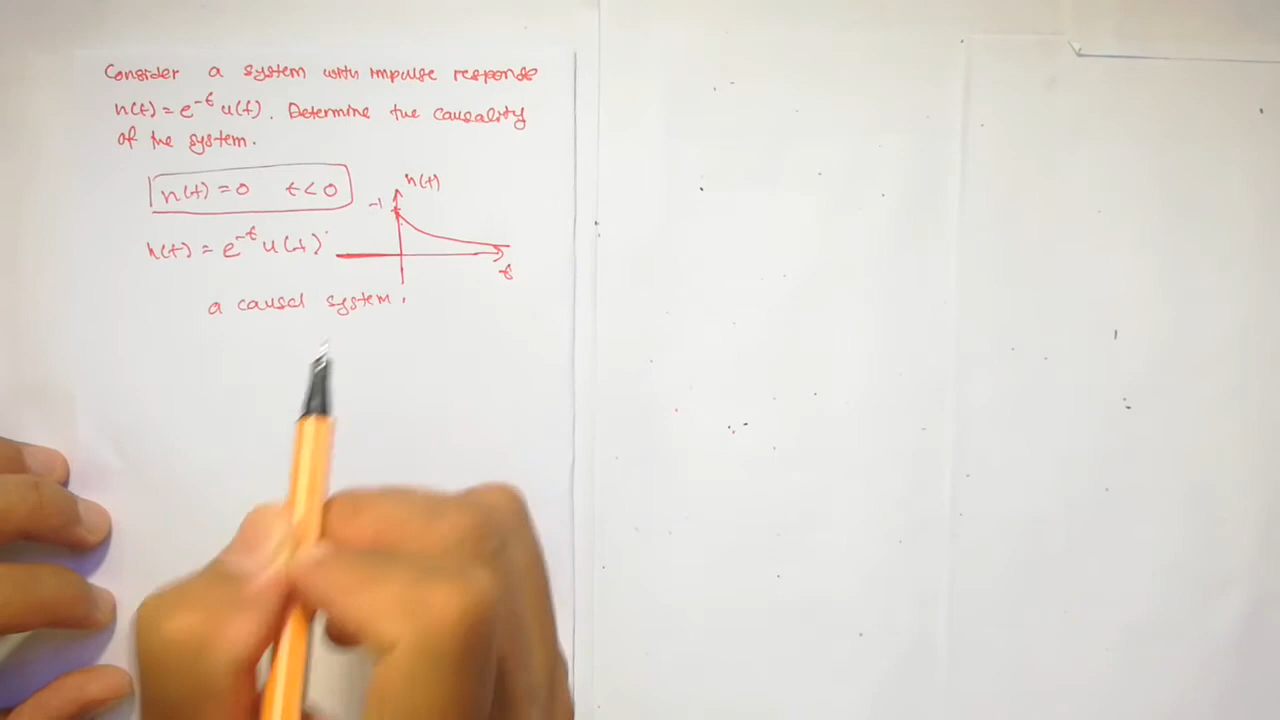 Consider a system with impulse response
h(t) = e^-t u(t). Determine the causality
of the system.
h(t) = 0 t < 0
h(t)
1
h(t) = e^-t u(t)
t
a causal system.